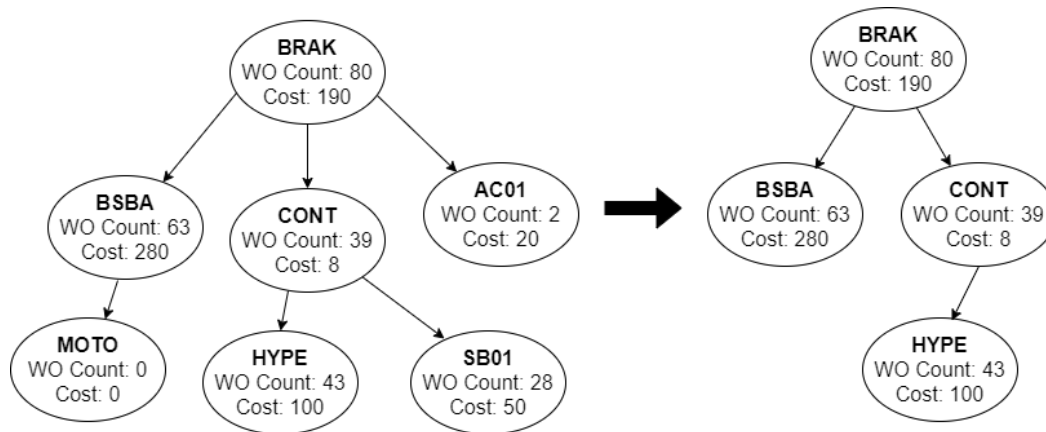 BRAK
WO Count: 80
Cost: 190
BSBA
WO Count: 63
Cost: 280
CONT
WO Count: 39
Cost: 8
AC01
WO Count: 2
Cost: 20
MOTO
WO Count: 0
Cost: 0
HYPE
WO Count: 43
Cost: 100
SB01
WO Count: 28
Cost: 50
BRAK
WO Count: 80
Cost: 190
BSBA
WO Count: 63
Cost: 280
CONT
WO Count: 39
Cost: 8
HYPE
WO Count: 43
Cost: 100